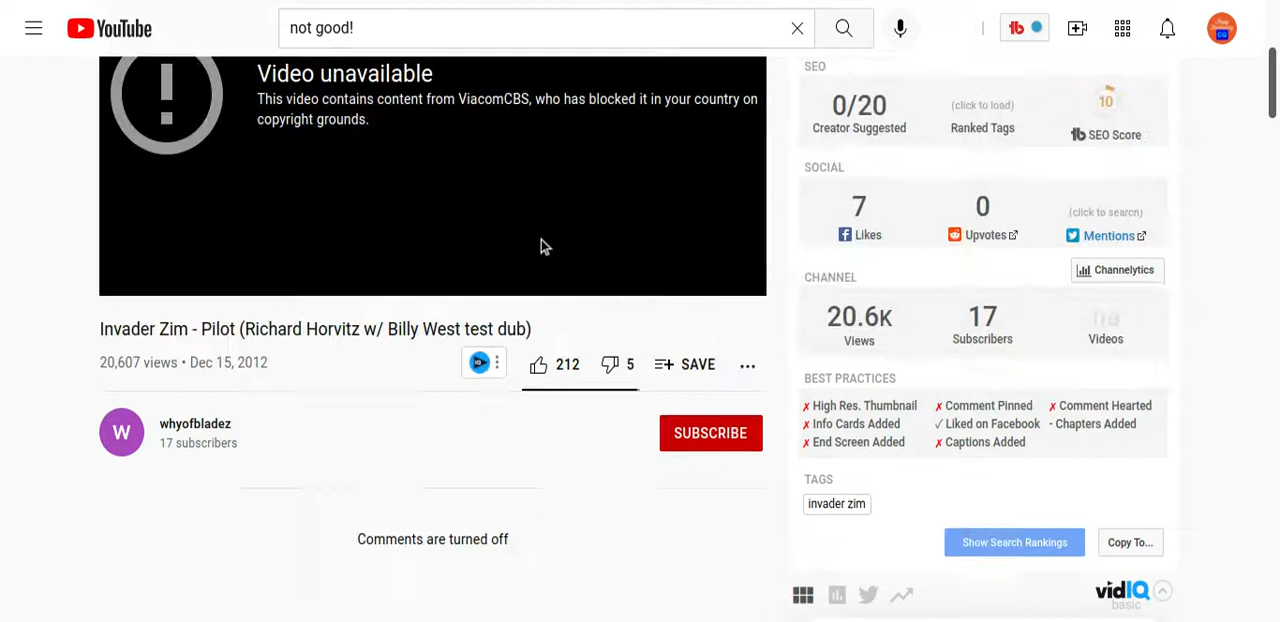 YouTube
not good!
Video unavailable
This video contains content from ViacomCBS, who has blocked it in your country on
copyright grounds.
Invader Zim - Pilot (Richard Horvitz w/ Billy West test dub)
20,607 views • Dec 15, 2012
212
5
SAVE
W
whyofbladez
17 subscribers
SUBSCRIBE
Comments are turned off
SEO
0/20
(click to load)
10
Creator Suggested
Ranked Tags
tb SEO Score
SOCIAL
7
0
(click to search)
Likes
Upvotes
Mentions
Channelytics
CHANNEL
20.6K
17
na
Views
Subscribers
Videos
BEST PRACTICES
✗ High Res. Thumbnail
✗ Comment Pinned
✗ Comment Hearted
✗ Info Cards Added
✓ Liked on Facebook
- Chapters Added
✗ End Screen Added
✗ Captions Added
TAGS
invader zim
Show Search Rankings
Copy To...
vidIQ
basic